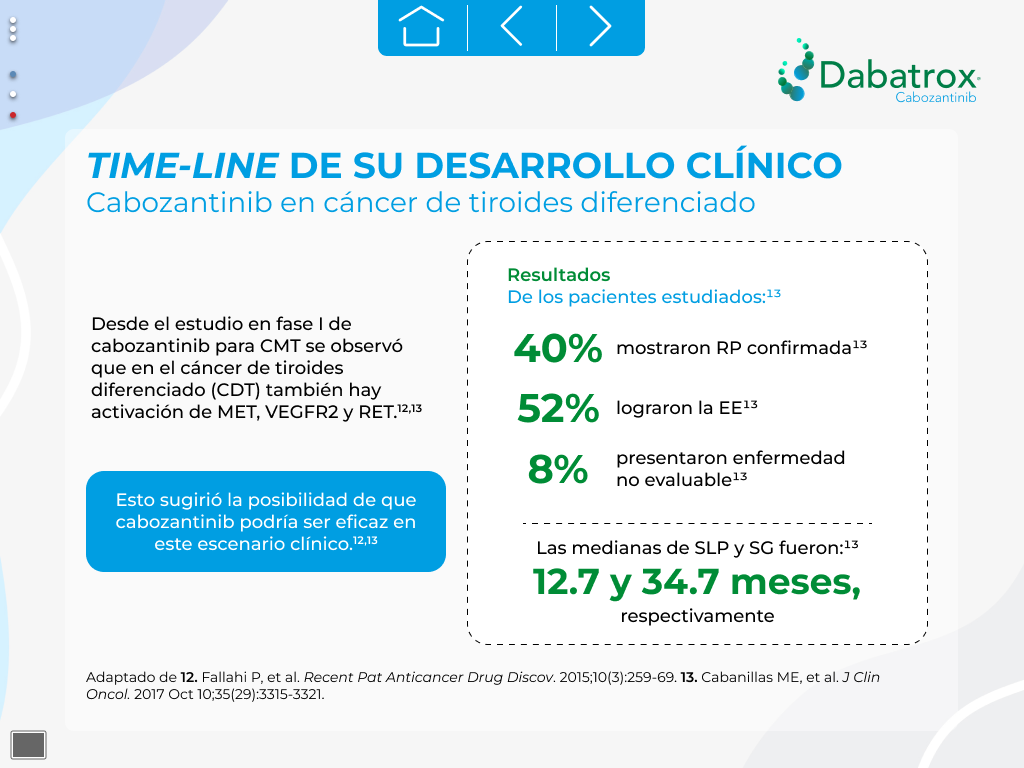 Dabatrox
Cabozantinib
TIME-LINE DE SU DESARROLLO CLÍNICO
Cabozantinib en cáncer de tiroides diferenciado
Desde el estudio en fase I de
cabozantinib para CMT se observó
que en el cáncer de tiroides
diferenciado (CDT) también hay
activación de MET, VEGFR2 y RET.¹²,¹³
Esto sugirió la posibilidad de que
cabozantinib podría ser eficaz en
este escenario clínico.¹²,¹³
Resultados
De los pacientes estudiados:¹³
40% mostraron RP confirmada¹³
52% lograron la EE¹³
8% presentaron enfermedad
no evaluable¹³
Las medianas de SLP y SG fueron:¹³
12.7 y 34.7 meses,
respectivamente
Adaptado de 12. Fallahi P, et al. Recent Pat Anticancer Drug Discov. 2015;10(3):259-69. 13. Cabanillas ME, et al. J Clin
Oncol. 2017 Oct 10;35(29):3315-3321.